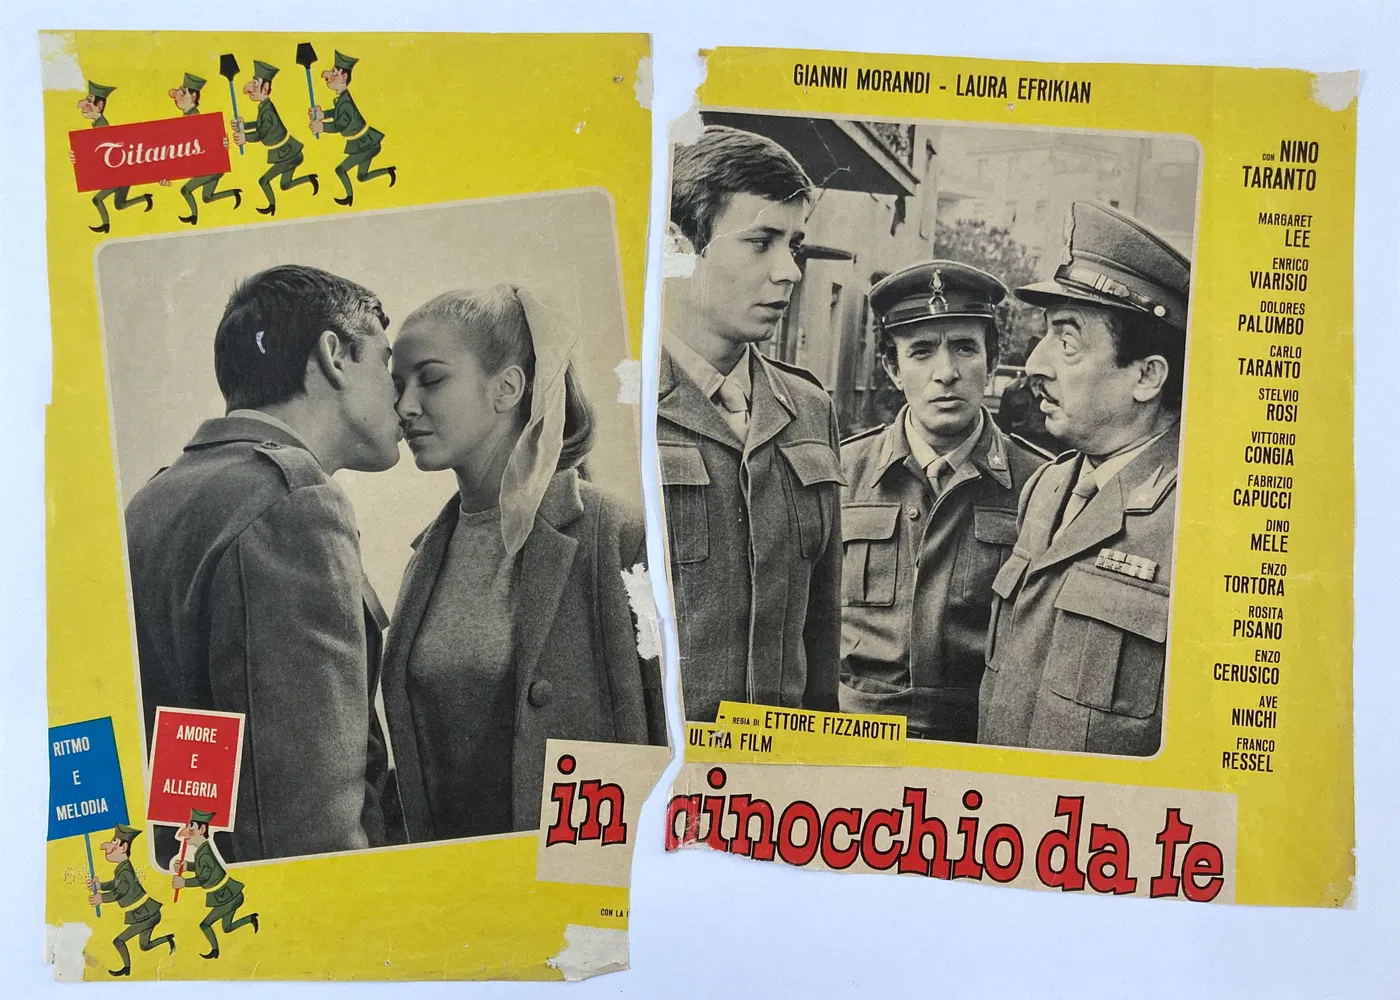 Titanus
RITMO
E
MELODIA
AMORE
E
ALLEGRIA
GIANNI MORANDI - LAURA EFRIKIAN
CON NINO
TARANTO
MARGARET
LEE
ENRICO
VIARISIO
DOLORES
PALUMBO
CARLO
TARANTO
STELVIO
ROSI
VITTORIO
CONGIA
FABRIZIO
CAPUCCI
DINO
MELE
ENZO
TORTORA
ROSITA
PISANO
ENZO
CERUSICO
AVE
NINCHI
FRANCO
RESSEL
- REGIA DI ETTORE FIZZAROTTI
ULTRA FILM
in ginocchio da te
CON LA